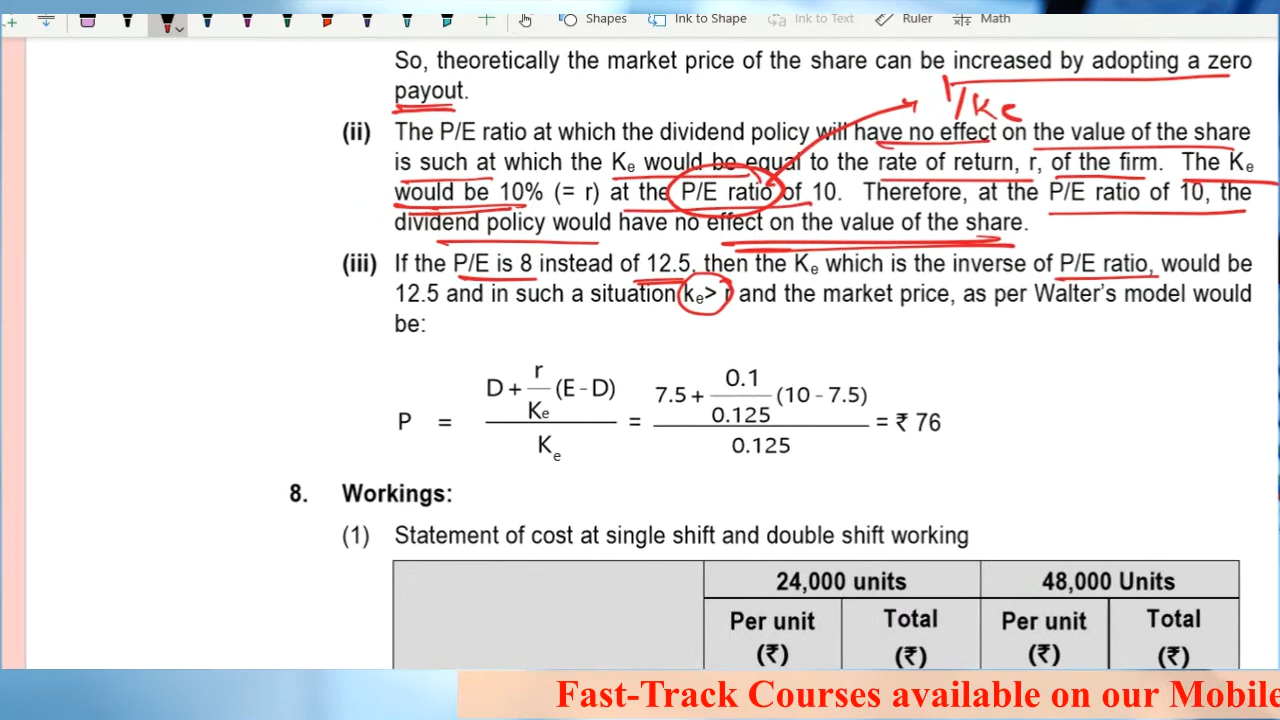 Shapes Ink to Shape Ink to Text Ruler Math
So, theoretically the market price of the share can be increased by adopting a zero
payout.
1/Ke
(ii) The P/E ratio at which the dividend policy will have no effect on the value of the share
is such at which the Ke would be equal to the rate of return, r, of the firm. The Ke
would be 10% (= r) at the P/E ratio of 10. Therefore, at the P/E ratio of 10, the
dividend policy would have no effect on the value of the share.
(iii) If the P/E is 8 instead of 12.5, then the Ke which is the inverse of P/E ratio, would be
12.5 and in such a situation ke> r and the market price, as per Walter's model would
be:
P = D + r/Ke (E - D) / Ke = 7.5 + 0.1/0.125 (10 - 7.5) / 0.125 = ₹ 76
8. Workings:
(1) Statement of cost at single shift and double shift working
24,000 units 48,000 Units
Per unit Total Per unit Total
(₹) (₹) (₹) (₹)
Fast-Track Courses available on our Mobile